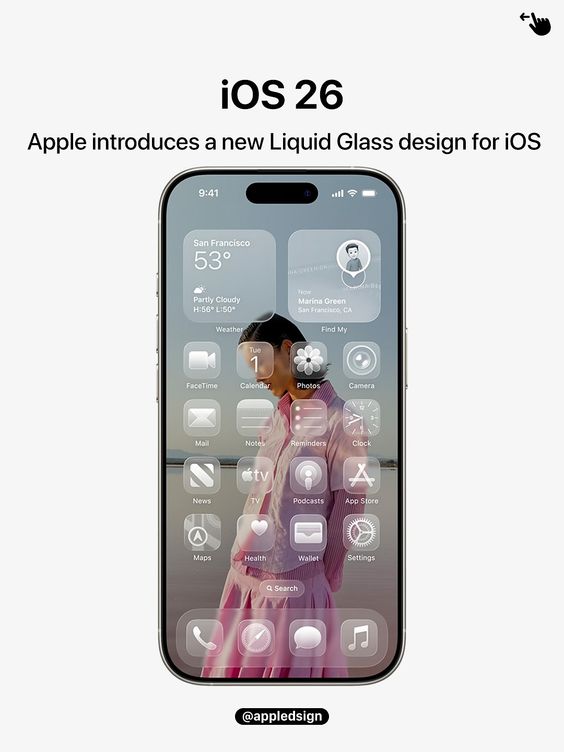 iOS 26
Apple introduces a new Liquid Glass design for iOS
9:41
San Francisco
53°
Partly Cloudy
H:56° L:50°
Weather
Now
Marina Green
San Francisco, CA
Find My
FaceTime
Tue
1
Calendar
Photos
Camera
Mail
Notes
Reminders
Clock
News
tv
TV
Podcasts
App Store
Maps
Health
Wallet
Settings
Search
@appledsign